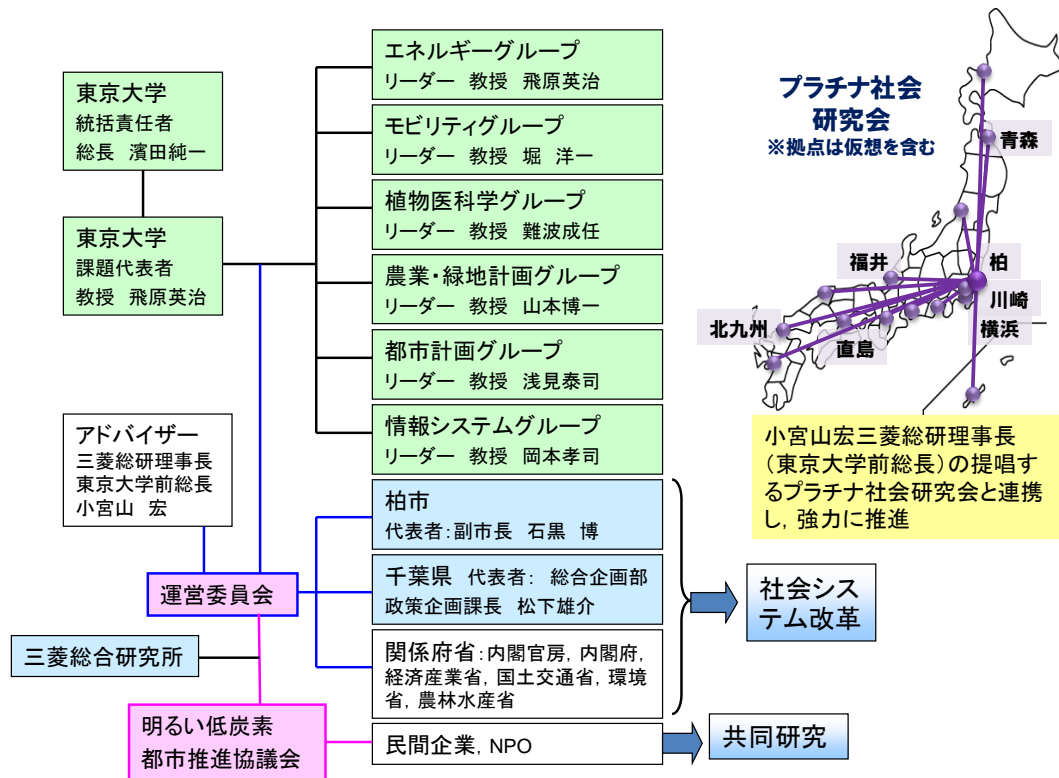 東京大学
統括責任者
総長 濱田純一
東京大学
課題代表者
教授 飛原英治
エネルギーグループ
リーダー 教授 飛原英治
モビリティグループ
リーダー 教授 堀 洋一
植物医科学グループ
リーダー 教授 難波成任
農業・緑地計画グループ
リーダー 教授 山本博一
都市計画グループ
リーダー 教授 浅見泰司
情報システムグループ
リーダー 教授 岡本孝司
アドバイザー
三菱総研理事長
東京大学前総長
小宮山 宏
運営委員会
三菱総合研究所
明るい低炭素
都市推進協議会
柏市
代表者:副市長 石黒 博
千葉県 代表者: 総合企画部
政策企画課長 松下雄介
関係府省:内閣官房, 内閣府,
経済産業省, 国土交通省, 環境
省, 農林水産省
民間企業, NPO
社会シス
テム改革
共同研究
プラチナ社会
研究会
※拠点は仮想を含む
青森
福井
柏
川崎
北九州
横浜
直島
小宮山宏三菱総研理事長
(東京大学前総長)の提唱す
るプラチナ社会研究会と連携
し, 強力に推進